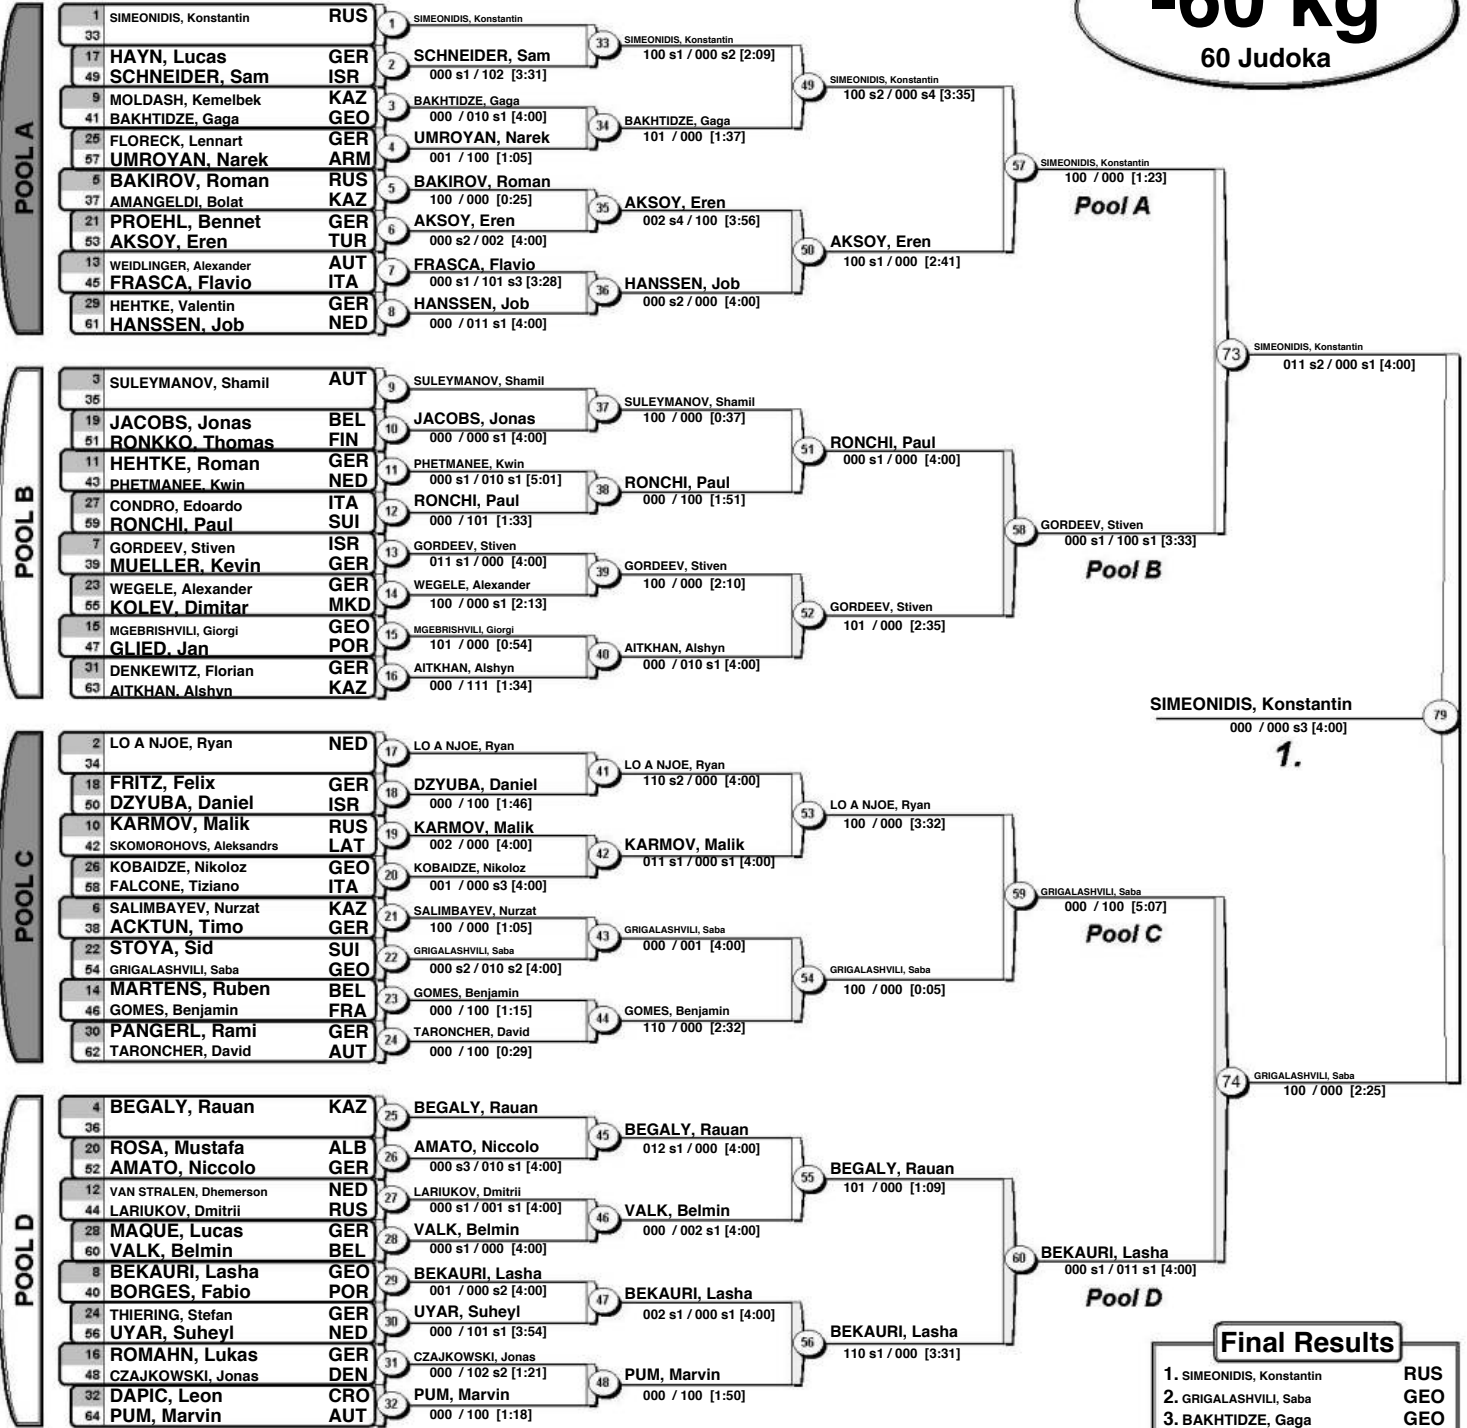 -60 kg
60 Judoka
POOL A
1 SIMEONIDIS, Konstantin RUS
33
17 HAYN, Lucas GER
49 SCHNEIDER, Sam ISR
9 MOLDASH, Kemelbek KAZ
41 BAKHTIDZE, Gaga GEO
25 FLORECK, Lennart GER
57 UMROYAN, Narek ARM
5 BAKIROV, Roman RUS
37 AMANGELDI, Bolat KAZ
21 PROEHL, Bennet GER
53 AKSOY, Eren TUR
13 WEIDLINGER, Alexander AUT
45 FRASCA, Flavio ITA
29 HEHTKE, Valentin GER
61 HANSSEN, Job NED
1 SIMEONIDIS, Konstantin
2 SCHNEIDER, Sam
000 s1 / 102 [3:31]
3 BAKHTIDZE, Gaga
000 / 010 s1 [4:00]
4 UMROYAN, Narek
001 / 100 [1:05]
5 BAKIROV, Roman
100 / 000 [0:25]
6 AKSOY, Eren
000 s2 / 002 [4:00]
7 FRASCA, Flavio
000 s1 / 101 s3 [3:28]
8 HANSSEN, Job
000 / 011 s1 [4:00]
33 SIMEONIDIS, Konstantin
100 s1 / 000 s2 [2:09]
34 BAKHTIDZE, Gaga
101 / 000 [1:37]
35 AKSOY, Eren
002 s4 / 100 [3:56]
36 HANSSEN, Job
000 s2 / 000 [4:00]
49 SIMEONIDIS, Konstantin
100 s2 / 000 s4 [3:35]
50 AKSOY, Eren
100 s1 / 000 [2:41]
57 SIMEONIDIS, Konstantin
100 / 000 [1:23]
Pool A
POOL B
3 SULEYMANOV, Shamil AUT
35
19 JACOBS, Jonas BEL
51 RONKKO, Thomas FIN
11 HEHTKE, Roman GER
43 PHETMANEE, Kwin NED
27 CONDRO, Edoardo ITA
59 RONCHI, Paul SUI
7 GORDEEV, Stiven ISR
39 MUELLER, Kevin GER
23 WEGELE, Alexander GER
55 KOLEV, Dimitar MKD
15 MGEBRISHVILI, Giorgi GEO
47 GLIED, Jan POR
31 DENKEWITZ, Florian GER
63 AITKHAN, Alshyn KAZ
9 SULEYMANOV, Shamil
10 JACOBS, Jonas
000 / 000 s1 [4:00]
11 PHETMANEE, Kwin
000 s1 / 010 s1 [5:01]
12 RONCHI, Paul
000 / 101 [1:33]
13 GORDEEV, Stiven
011 s1 / 000 [4:00]
14 WEGELE, Alexander
100 / 000 s1 [2:13]
15 MGEBRISHVILI, Giorgi
101 / 000 [0:54]
16 AITKHAN, Alshyn
000 / 111 [1:34]
37 SULEYMANOV, Shamil
100 / 000 [0:37]
38 RONCHI, Paul
000 / 100 [1:51]
39 GORDEEV, Stiven
100 / 000 [2:10]
40 AITKHAN, Alshyn
000 / 010 s1 [4:00]
51 RONCHI, Paul
000 s1 / 000 [4:00]
52 GORDEEV, Stiven
101 / 000 [2:35]
58 GORDEEV, Stiven
000 s1 / 100 s1 [3:33]
Pool B
73 SIMEONIDIS, Konstantin
011 s2 / 000 s1 [4:00]
SIMEONIDIS, Konstantin 79
000 / 000 s3 [4:00]
1.
POOL C
2 LO A NJOE, Ryan NED
34
18 FRITZ, Felix GER
50 DZYUBA, Daniel ISR
10 KARMOV, Malik RUS
42 SKOMOROHOVS, Aleksandrs LAT
26 KOBAIDZE, Nikoloz GEO
58 FALCONE, Tiziano ITA
6 SALIMBAYEV, Nurzat KAZ
38 ACKTUN, Timo GER
22 STOYA, Sid SUI
54 GRIGALASHVILI, Saba GEO
14 MARTENS, Ruben BEL
46 GOMES, Benjamin FRA
30 PANGERL, Rami GER
62 TARONCHER, David AUT
17 LO A NJOE, Ryan
18 DZYUBA, Daniel
000 / 100 [1:46]
19 KARMOV, Malik
002 / 000 [4:00]
20 KOBAIDZE, Nikoloz
001 / 000 s3 [4:00]
21 SALIMBAYEV, Nurzat
100 / 000 [1:05]
22 GRIGALASHVILI, Saba
000 s2 / 010 s2 [4:00]
23 GOMES, Benjamin
000 / 100 [1:15]
24 TARONCHER, David
000 / 100 [0:29]
41 LO A NJOE, Ryan
110 s2 / 000 [4:00]
42 KARMOV, Malik
011 s1 / 000 s1 [4:00]
43 GRIGALASHVILI, Saba
000 / 001 [4:00]
44 GOMES, Benjamin
110 / 000 [2:32]
53 LO A NJOE, Ryan
100 / 000 [3:32]
54 GRIGALASHVILI, Saba
100 / 000 [0:05]
59 GRIGALASHVILI, Saba
000 / 100 [5:07]
Pool C
POOL D
4 BEGALY, Rauan KAZ
36
20 ROSA, Mustafa ALB
52 AMATO, Niccolo GER
12 VAN STRALEN, Dhemerson NED
44 LARIUKOV, Dmitrii RUS
28 MAQUE, Lucas GER
60 VALK, Belmin BEL
8 BEKAURI, Lasha GEO
40 BORGES, Fabio POR
24 THIERING, Stefan GER
56 UYAR, Suheyl NED
16 ROMAHN, Lukas GER
48 CZAJKOWSKI, Jonas DEN
32 DAPIC, Leon CRO
64 PUM, Marvin AUT
25 BEGALY, Rauan
26 AMATO, Niccolo
000 s3 / 010 s1 [4:00]
27 LARIUKOV, Dmitrii
000 s1 / 001 s1 [4:00]
28 VALK, Belmin
000 s1 / 000 [4:00]
29 BEKAURI, Lasha
001 / 000 s2 [4:00]
30 UYAR, Suheyl
000 / 101 s1 [3:54]
31 CZAJKOWSKI, Jonas
000 / 102 s2 [1:21]
32 PUM, Marvin
000 / 100 [1:18]
45 BEGALY, Rauan
012 s1 / 000 [4:00]
46 VALK, Belmin
000 / 002 s1 [4:00]
47 BEKAURI, Lasha
002 s1 / 000 s1 [4:00]
48 PUM, Marvin
000 / 100 [1:50]
55 BEGALY, Rauan
101 / 000 [1:09]
56 BEKAURI, Lasha
110 s1 / 000 [3:31]
60 BEKAURI, Lasha
000 s1 / 011 s1 [4:00]
Pool D
74 GRIGALASHVILI, Saba
100 / 000 [2:25]
Final Results
1. SIMEONIDIS, Konstantin RUS
2. GRIGALASHVILI, Saba GEO
3. BAKHTIDZE, Gaga GEO